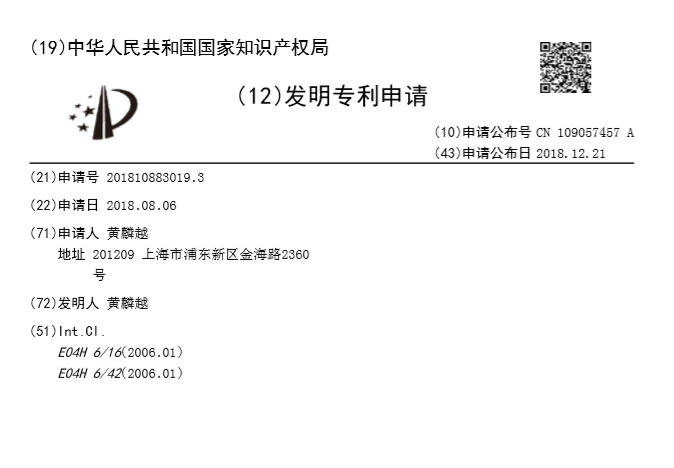 (19)中华人民共和国国家知识产权局
(12)发明专利申请
(10)申请公布号 CN 109057457 A
(43)申请公布日 2018.12.21
(21)申请号 201810883019.3
(22)申请日 2018.08.06
(71)申请人 黄麟越
地址 201209 上海市浦东新区金海路2360
号
(72)发明人 黄麟越
(51)Int.Cl.
E04H 6/16(2006.01)
E04H 6/42(2006.01)